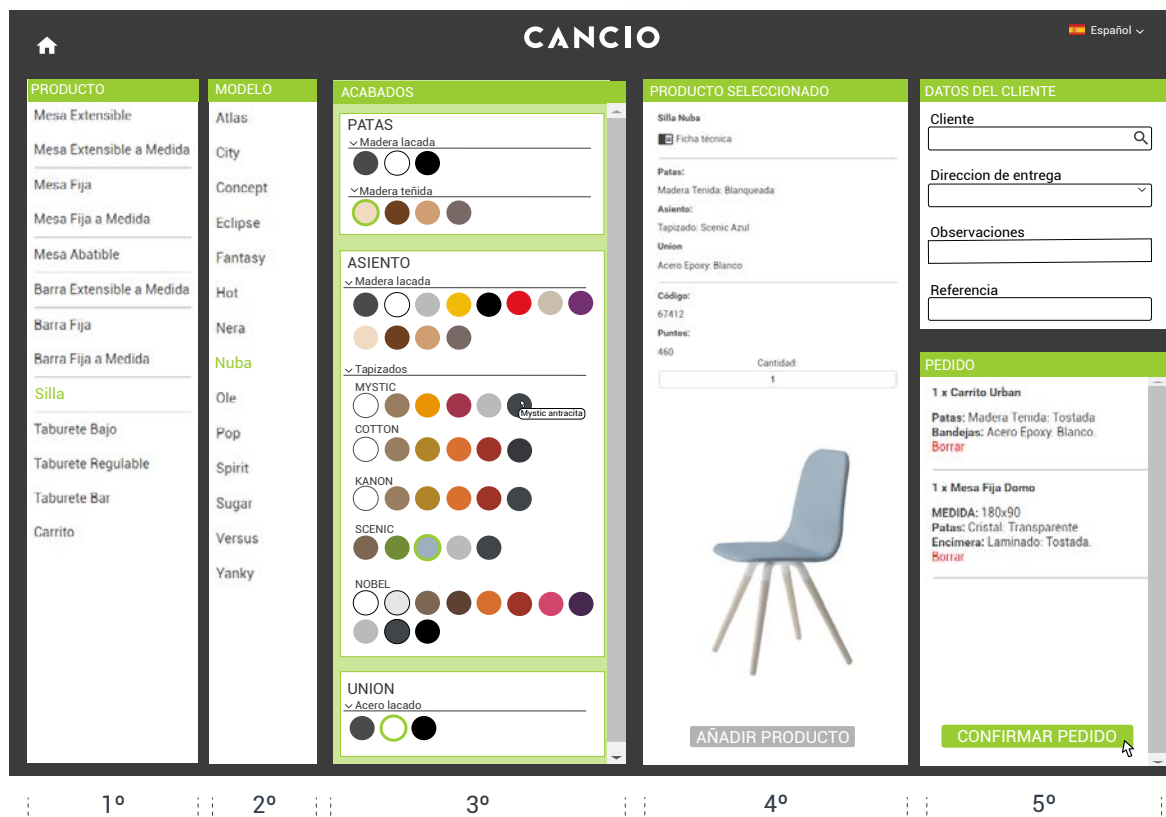 CANCIO
Español
PRODUCTO
Mesa Extensible
Mesa Extensible a Medida
Mesa Fija
Mesa Fija a Medida
Mesa Abatible
Barra Extensible a Medida
Barra Fija
Barra Fija a Medida
Silla
Taburete Bajo
Taburete Regulable
Taburete Bar
Carrito
MODELO
Atlas
City
Concept
Eclipse
Fantasy
Hot
Nera
Nuba
Ole
Pop
Spirit
Sugar
Versus
Yanky
ACABADOS
PATAS
Madera lacada
Madera teñida
ASIENTO
Madera lacada
Tapizados
MYSTIC
Mystic antracita
COTTON
KANON
SCENIC
NOBEL
UNION
Acero lacado
PRODUCTO SELECCIONADO
Silla Nuba
Ficha técnica
Patas:
Madera Tenida: Blanqueada
Asiento:
Tapizado: Scenic Azul
Union
Acero Epoxy: Blanco
Código:
67412
Puntos:
460
Cantidad:
1
AÑADIR PRODUCTO
DATOS DEL CLIENTE
Cliente
Direccion de entrega
Observaciones
Referencia
PEDIDO
1 x Carrito Urban
Patas: Madera Tenida: Tostada
Bandejas: Acero Epoxy: Blanco.
Borrar
1 x Mesa Fija Domo
MEDIDA: 180x90
Patas: Cristal: Transparente
Encimera: Laminado: Tostada.
Borrar
CONFIRMAR PEDIDO
1º
2º
3º
4º
5º